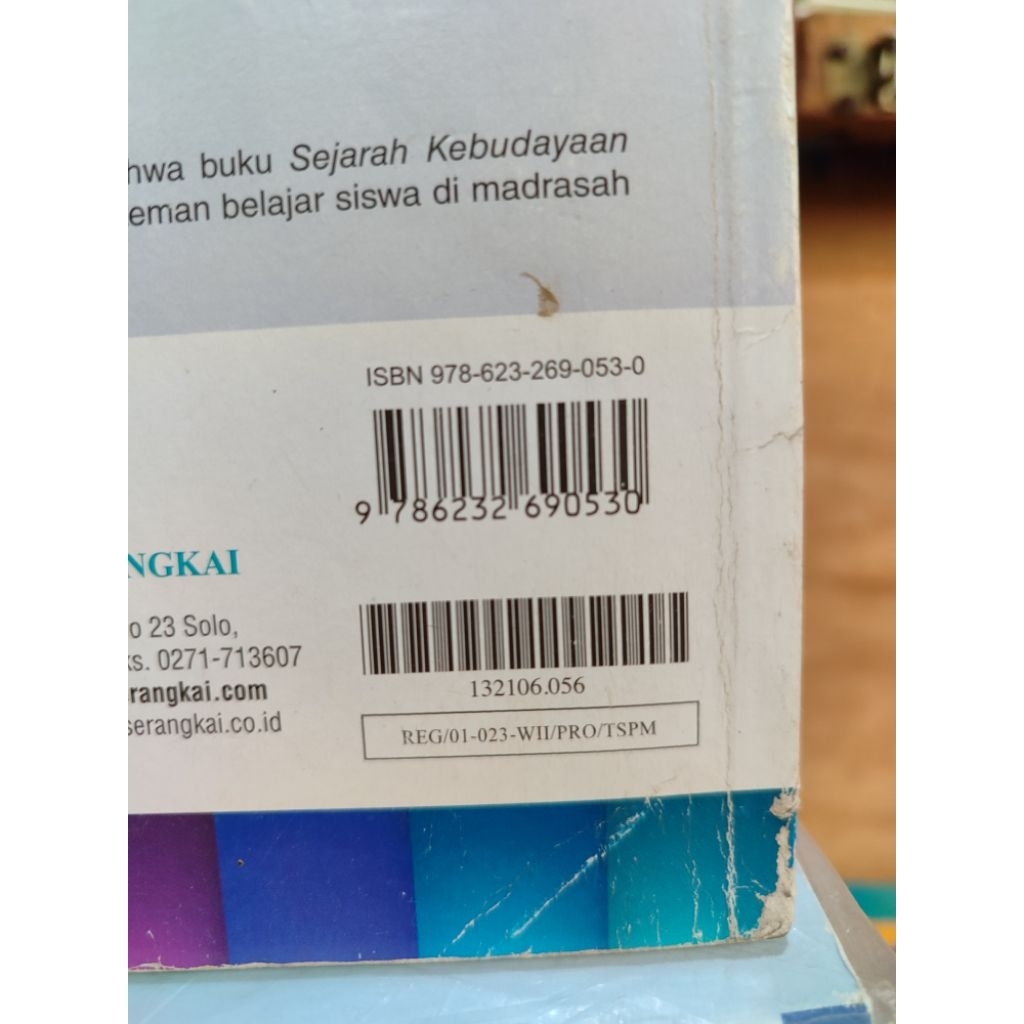 hwa buku Sejarah Kebudayaan
eman belajar siswa di madrasah
ISBN 978-623-269-053-0
9 786232 690530
NGKAI
o 23 Solo,
ks. 0271-713607
rangkai.com
serangkai.co.id
132106.056
REG/01-023-WII/PRO/TSPM